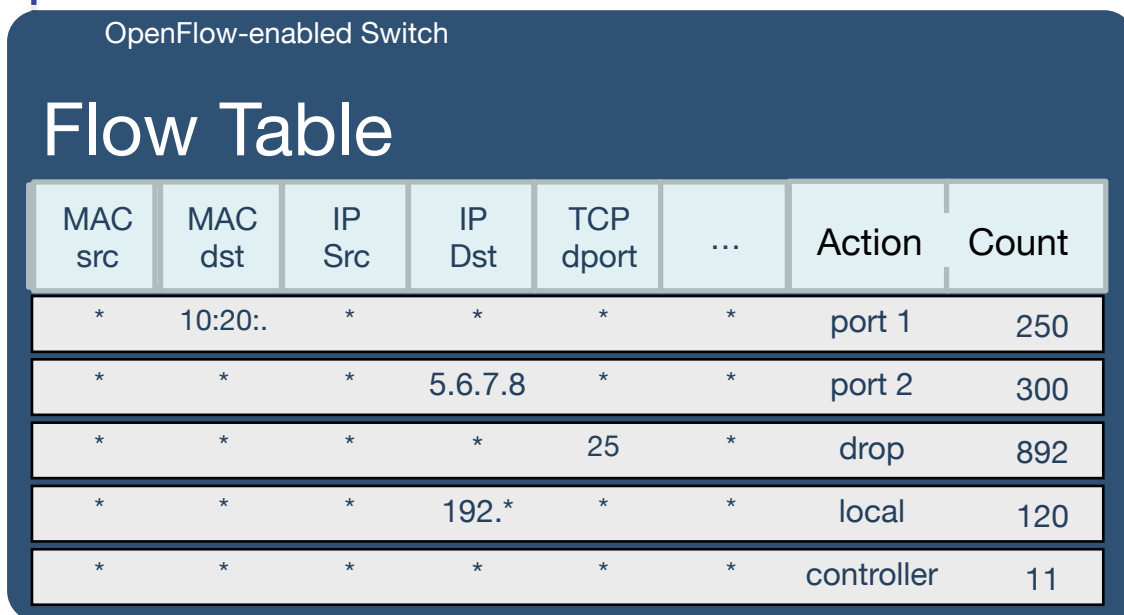 OpenFlow-enabled Switch
Flow Table
MAC src MAC dst IP Src IP Dst TCP dport ... Action Count
* 10:20:. * * * * port 1 250
* * * 5.6.7.8 * * port 2 300
* * * * 25 * drop 892
* * * 192.* * * local 120
* * * * * * controller 11